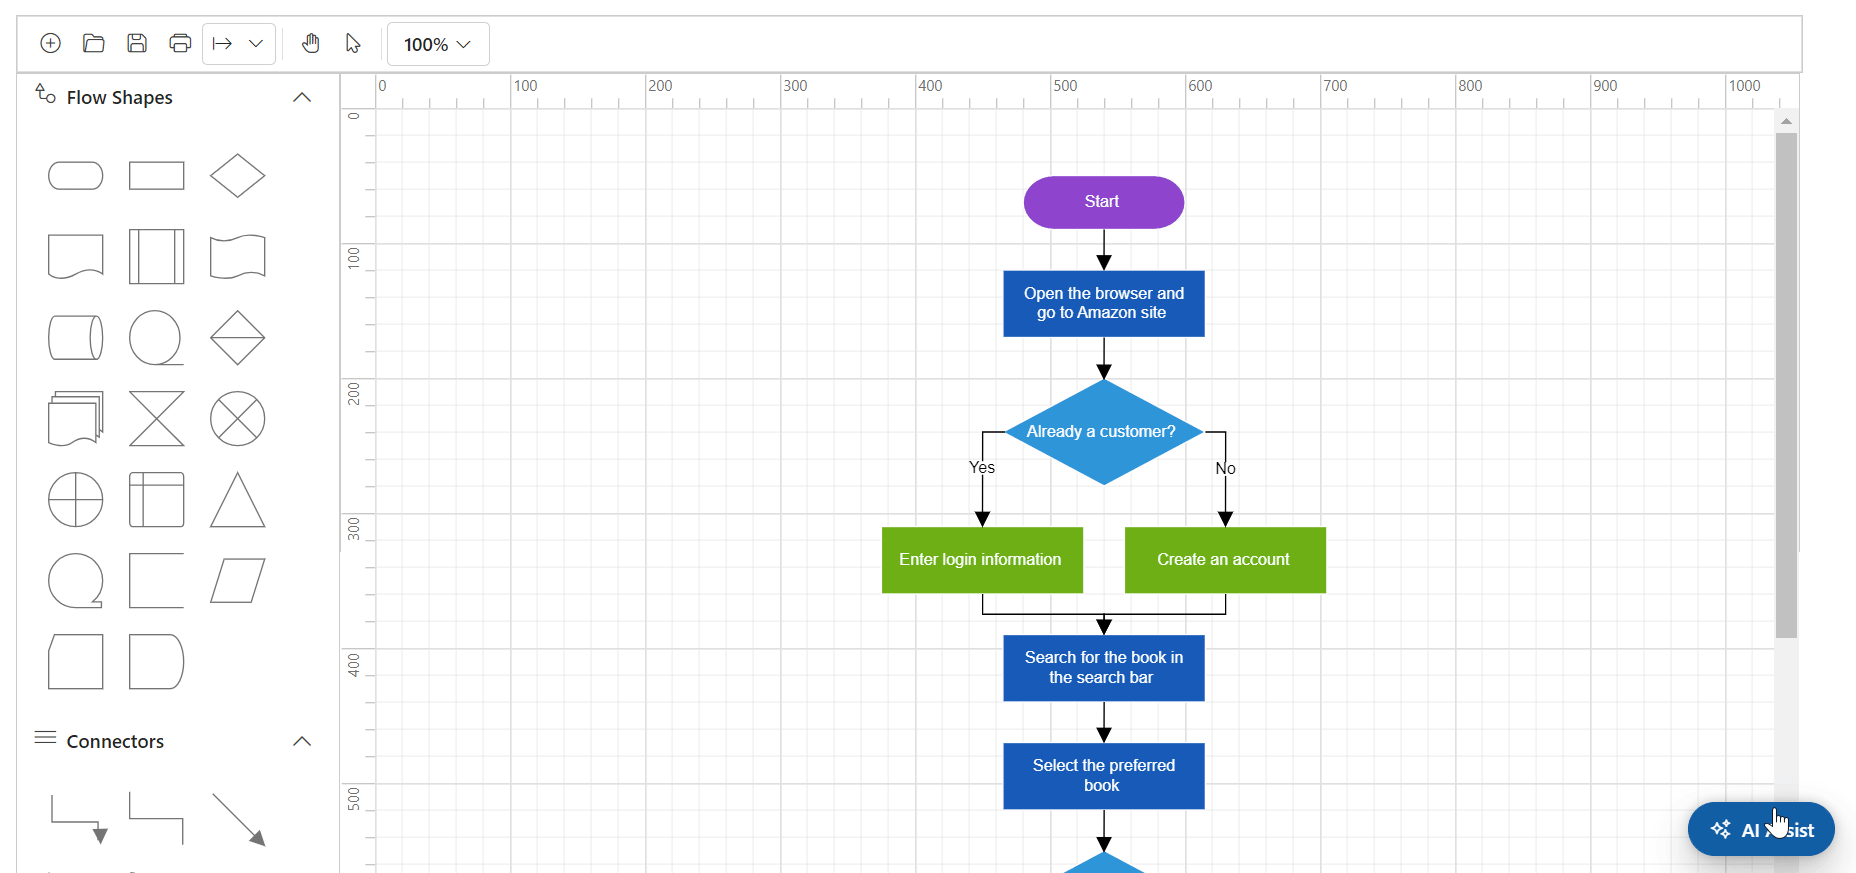 100%
Flow Shapes
0 100 200 300 400 500 600 700 800 900 1000
0
Start
100
Open the browser and
go to Amazon site
200
Already a customer?
Yes
No
300
Enter login information
Create an account
400
Search for the book in
the search bar
Connectors
Select the preferred
book
500
AI